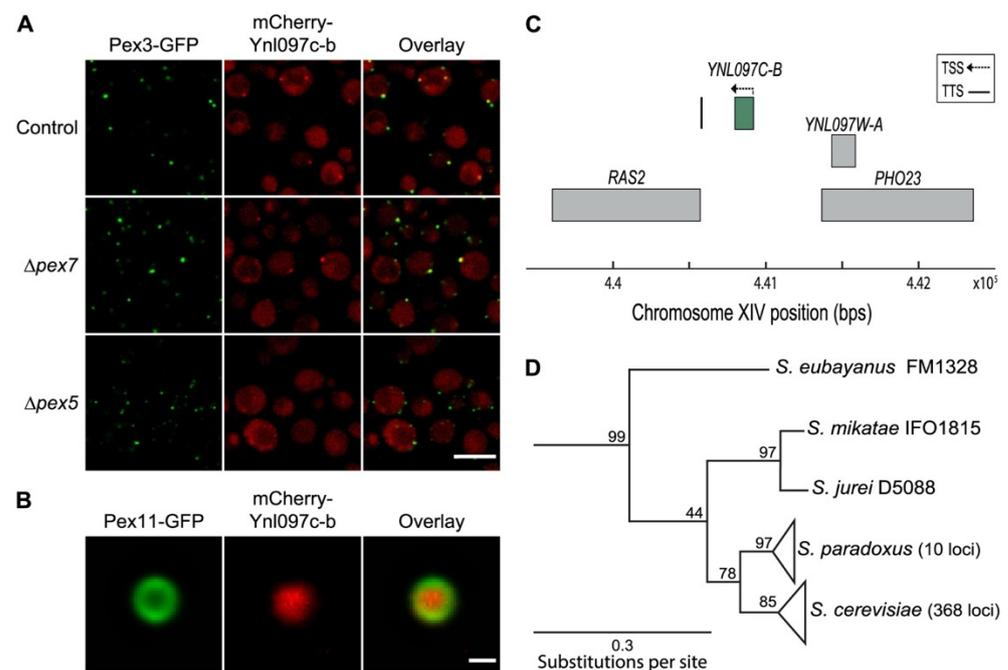 A
Pex3-GFP
mCherry-
Ynl097c-b
Overlay
Control
Δpex7
Δpex5
B
Pex11-GFP
mCherry-
Ynl097c-b
Overlay
C
TSS
TTS
YNL097C-B
YNL097W-A
RAS2
PHO23
4.4
4.41
4.42
x10⁵
Chromosome XIV position (bps)
D
S. eubayanus FM1328
99
S. mikatae IFO1815
97
S. jurei D5088
44
97
S. paradoxus (10 loci)
78
85
S. cerevisiae (368 loci)
0.3
Substitutions per site